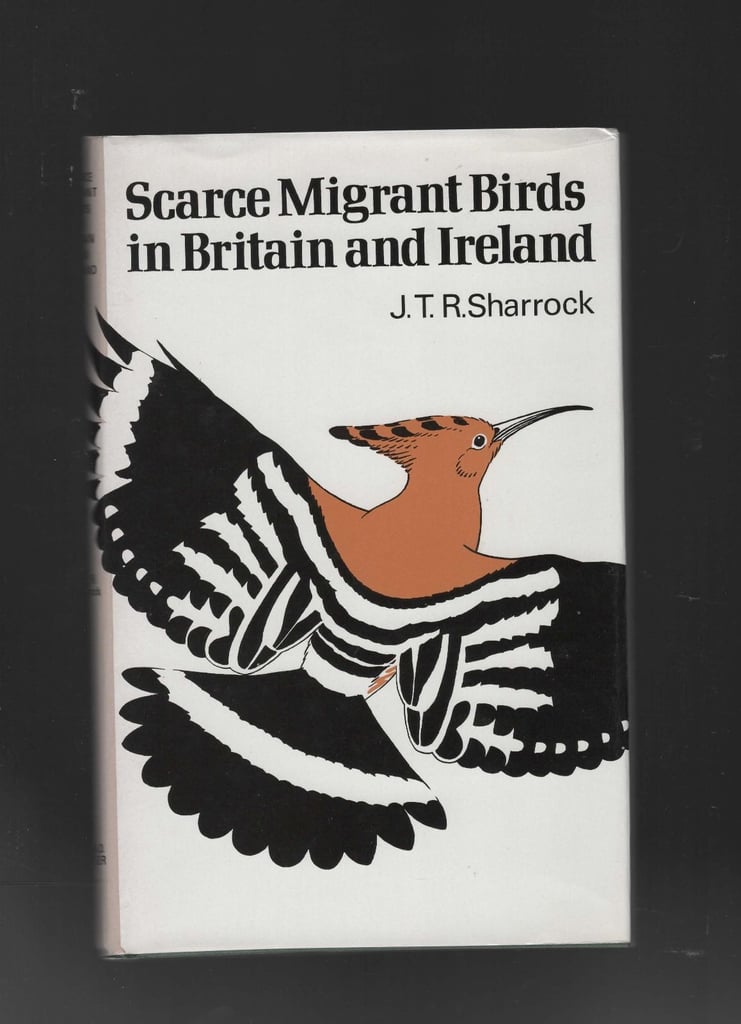 Scarce Migrant Birds
in Britain and Ireland
J.T.R.Sharrock